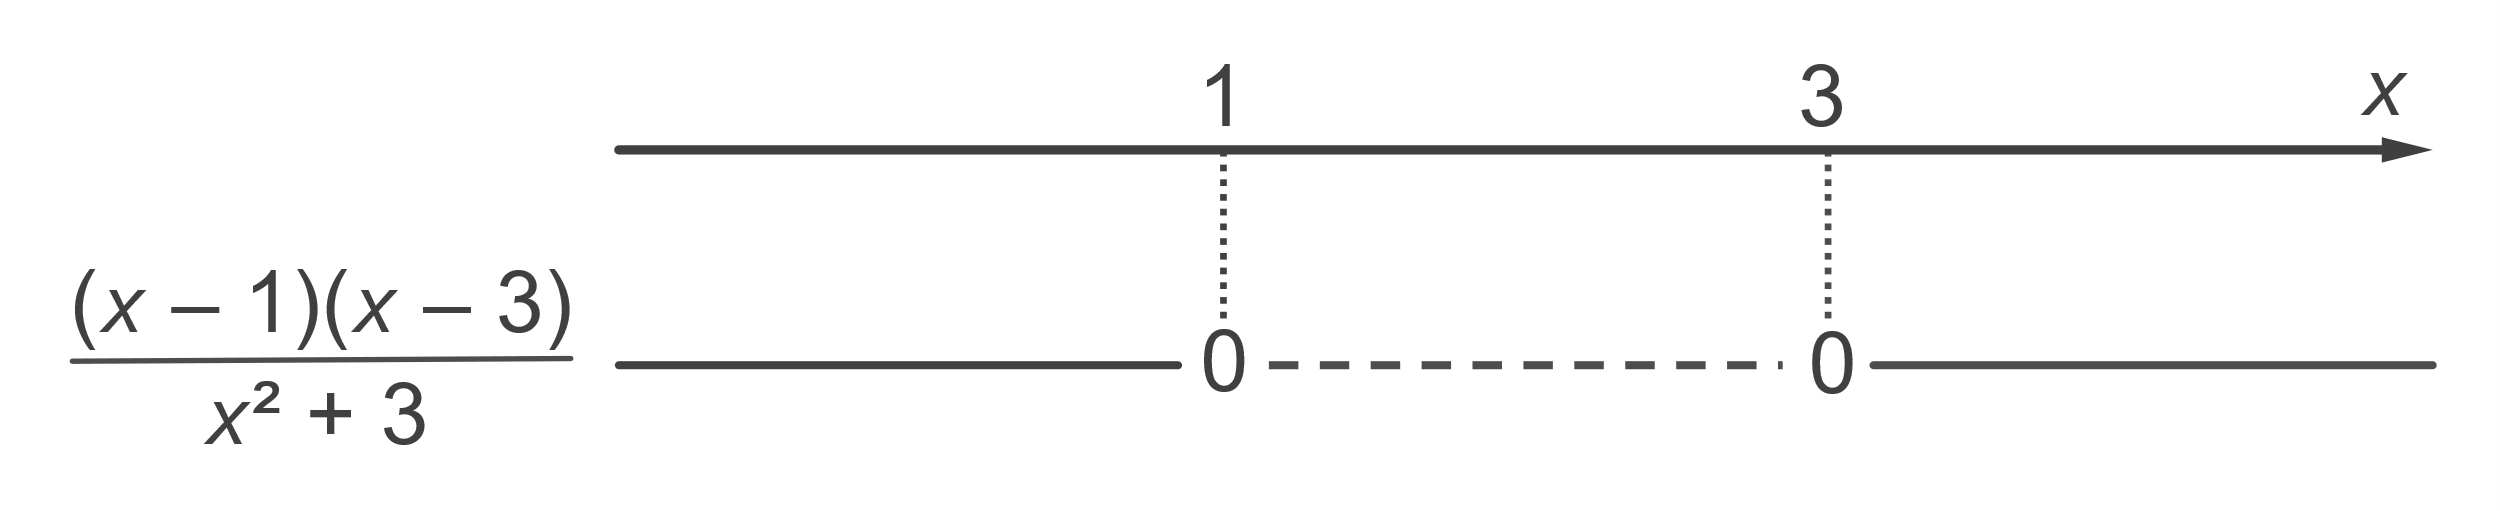 1 3 x
(x – 1)(x – 3)
x² + 3
0 0